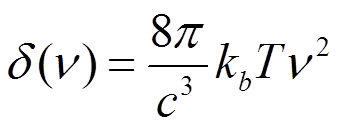 δ(ν) = 8π/c³ k_b T ν²